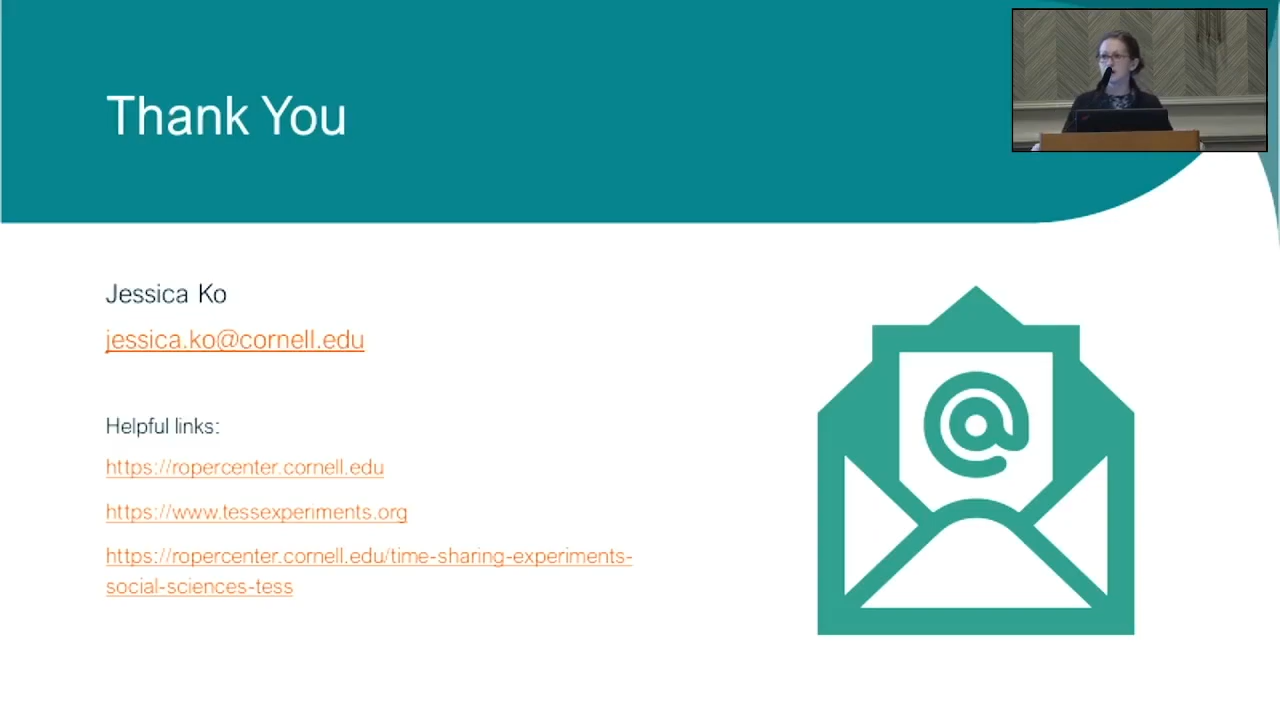 Thank You
Jessica Ko
jessica.ko@cornell.edu
Helpful links:
https://ropercenter.cornell.edu
https://www.tessexperiments.org
https://ropercenter.cornell.edu/time-sharing-experiments-
social-sciences-tess